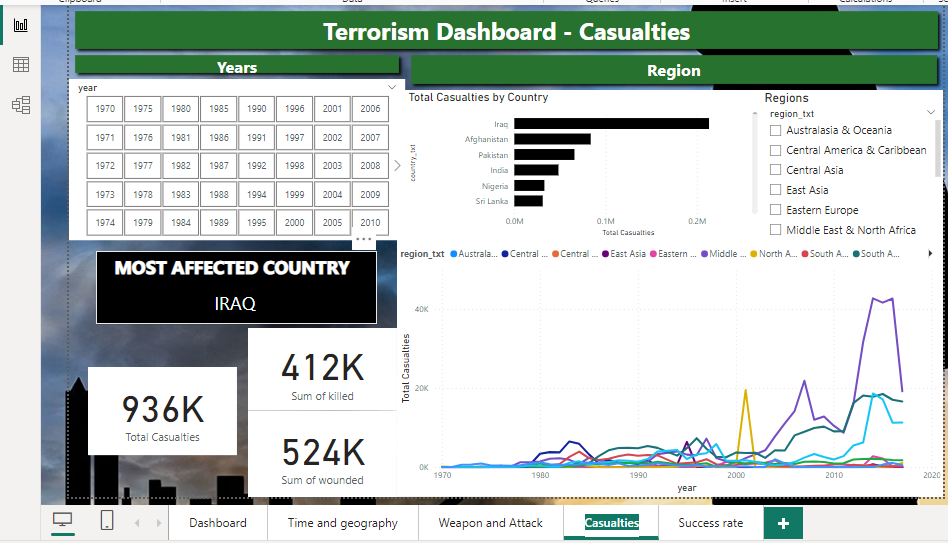 Terrorism Dashboard - Casualties
Years
Region
year
1970 1975 1980 1985 1990 1996 2001 2006
1971 1976 1981 1986 1991 1997 2002 2007
1972 1977 1982 1987 1992 1998 2003 2008
1973 1978 1983 1988 1994 1999 2004 2009
1974 1979 1984 1989 1995 2000 2005 2010
Total Casualties by Country
country_txt
Iraq
Afghanistan
Pakistan
India
Nigeria
Sri Lanka
0.0M 0.1M 0.2M
Total Casualties
Regions
region_txt
Australasia & Oceania
Central America & Caribbean
Central Asia
East Asia
Eastern Europe
Middle East & North Africa
MOST AFFECTED COUNTRY
IRAQ
936K
Total Casualties
412K
Sum of killed
524K
Sum of wounded
region_txt Australa... Central ... Central ... East Asia Eastern ... Middle ... North A... South A... South A...
Total Casualties
40K
20K
0K
1970 1980 1990 2000 2010 2020
year
Dashboard Time and geography Weapon and Attack Casualties Success rate +